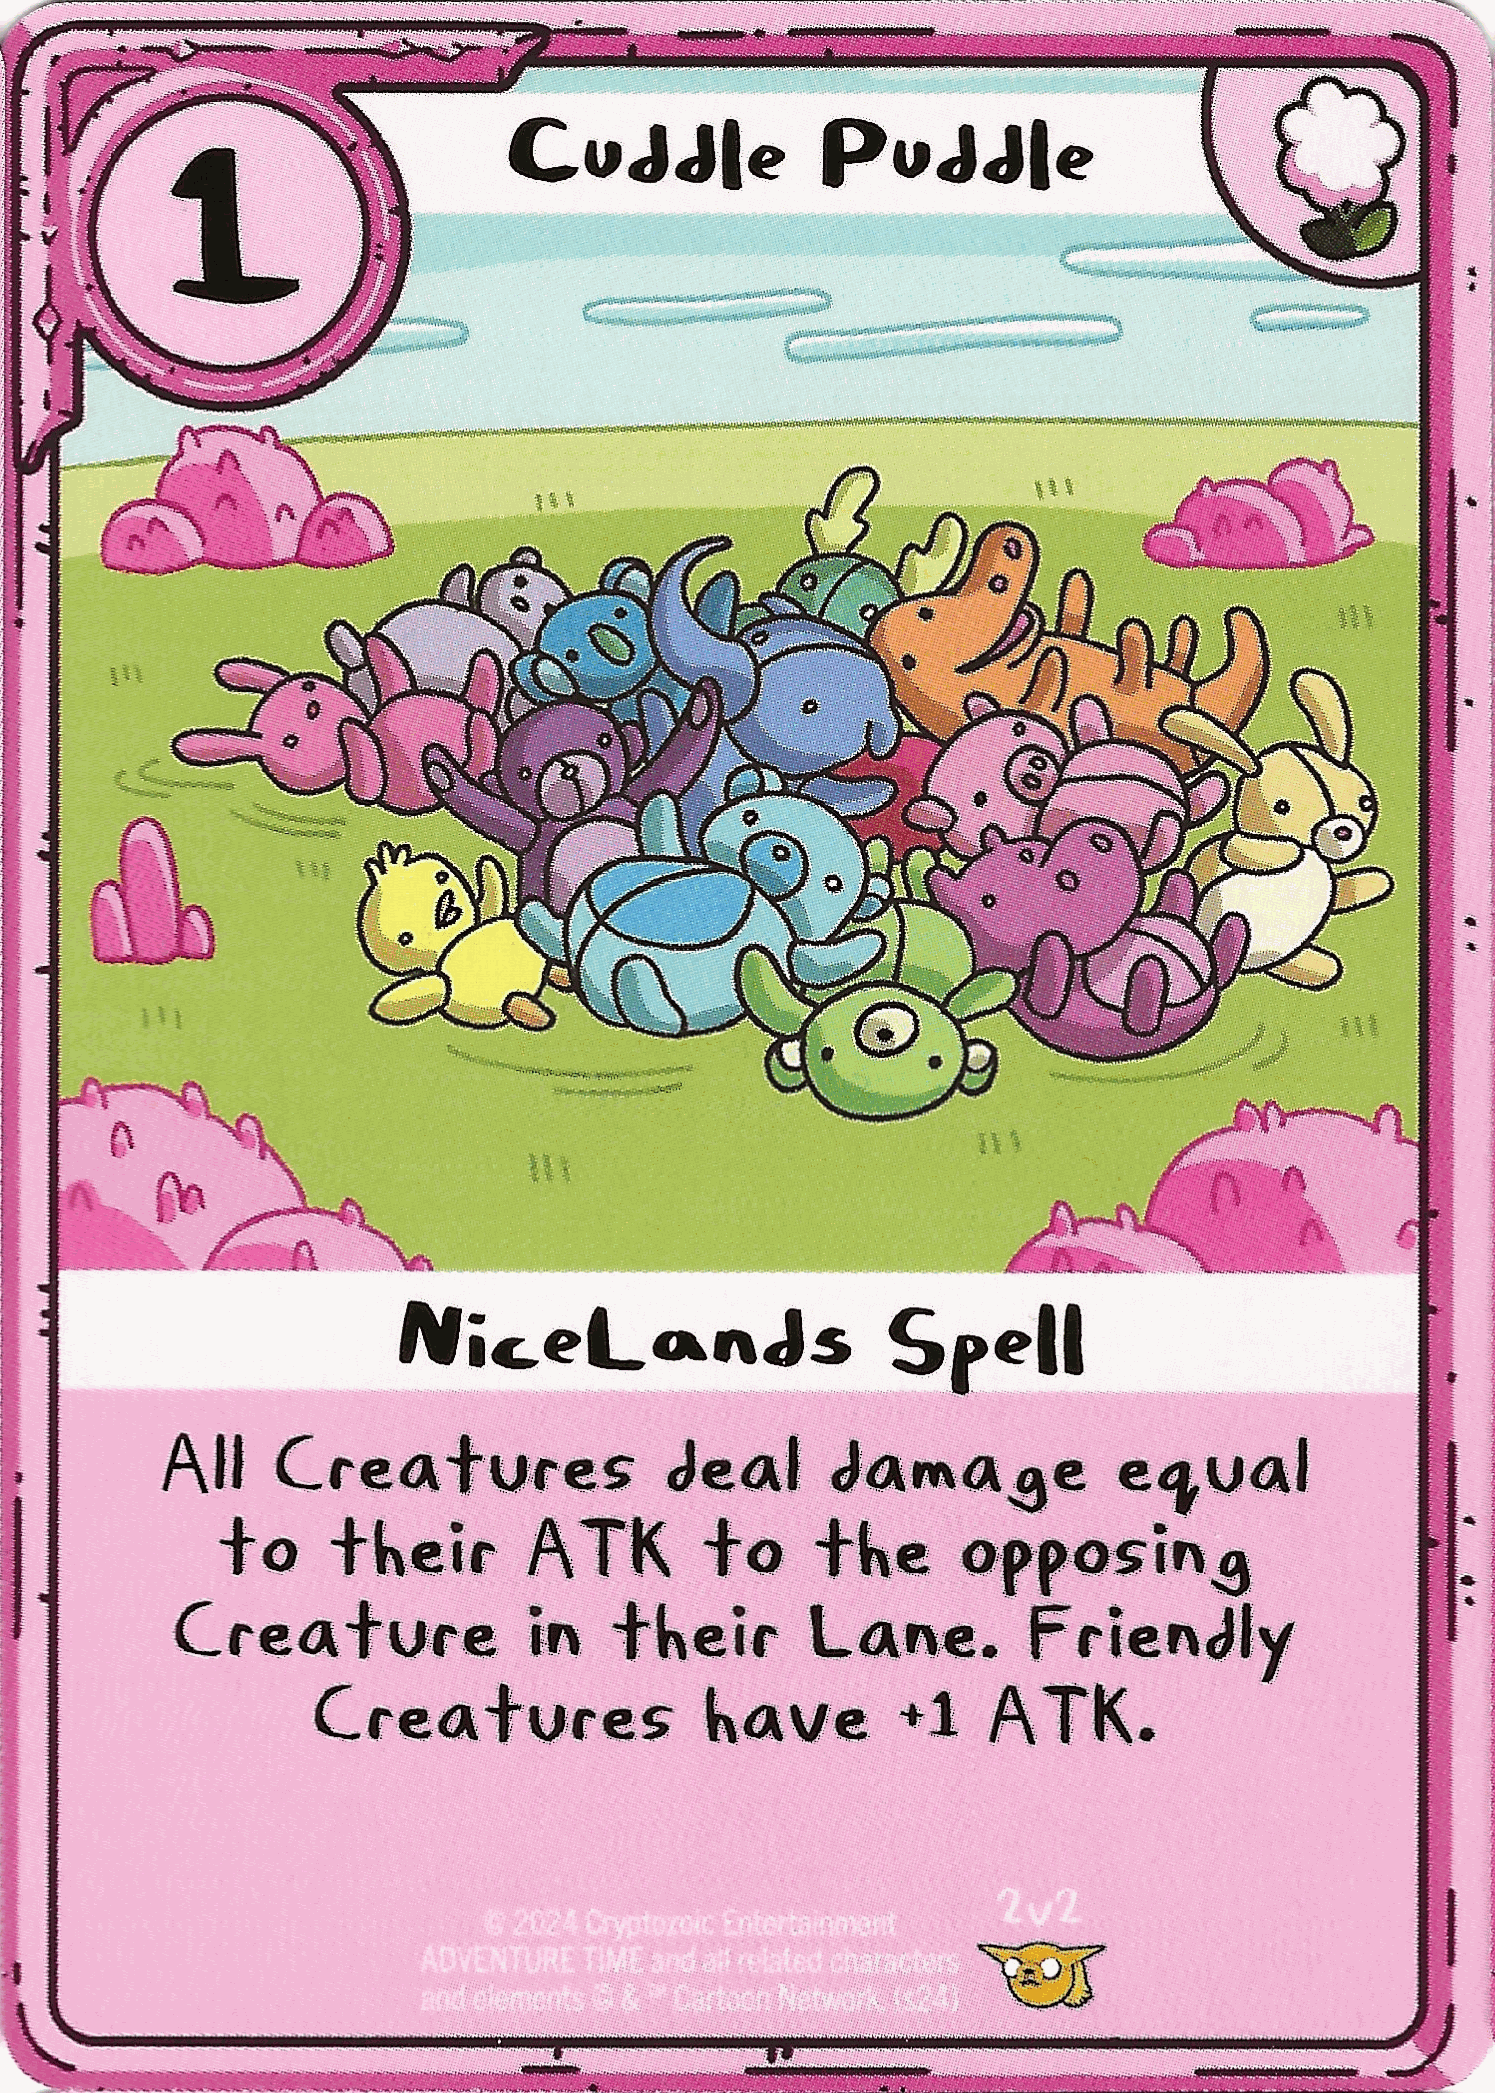 1
Cuddle Puddle
NiceLands Spell
All Creatures deal damage equal
to their ATK to the opposing
Creature in their Lane. Friendly
Creatures have +1 ATK.
© 2024 Cryptozoic Entertainment
ADVENTURE TIME and all related characters
and elements © & ™ Cartoon Network. (s24)
2v2